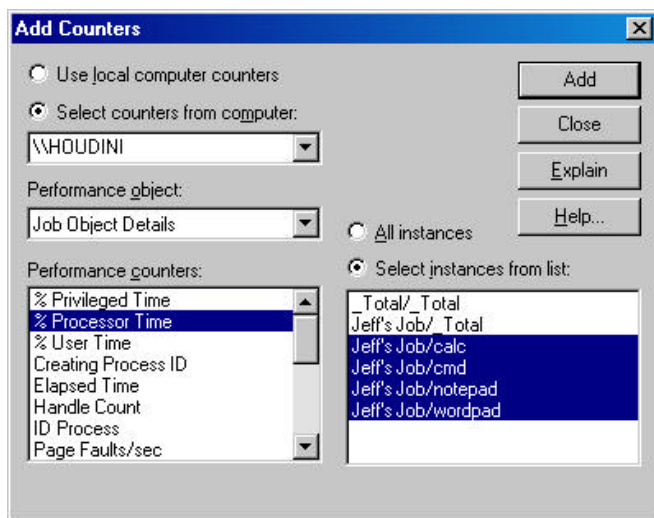 Add Counters
Use local computer counters
Select counters from computer:
\\HOUDINI
Performance object:
Job Object Details
Performance counters:
% Privileged Time
% Processor Time
% User Time
Creating Process ID
Elapsed Time
Handle Count
ID Process
Page Faults/sec
Add
Close
Explain
Help...
All instances
Select instances from list:
_Total/_Total
Jeff's Job/_Total
Jeff's Job/calc
Jeff's Job/cmd
Jeff's Job/notepad
Jeff's Job/wordpad